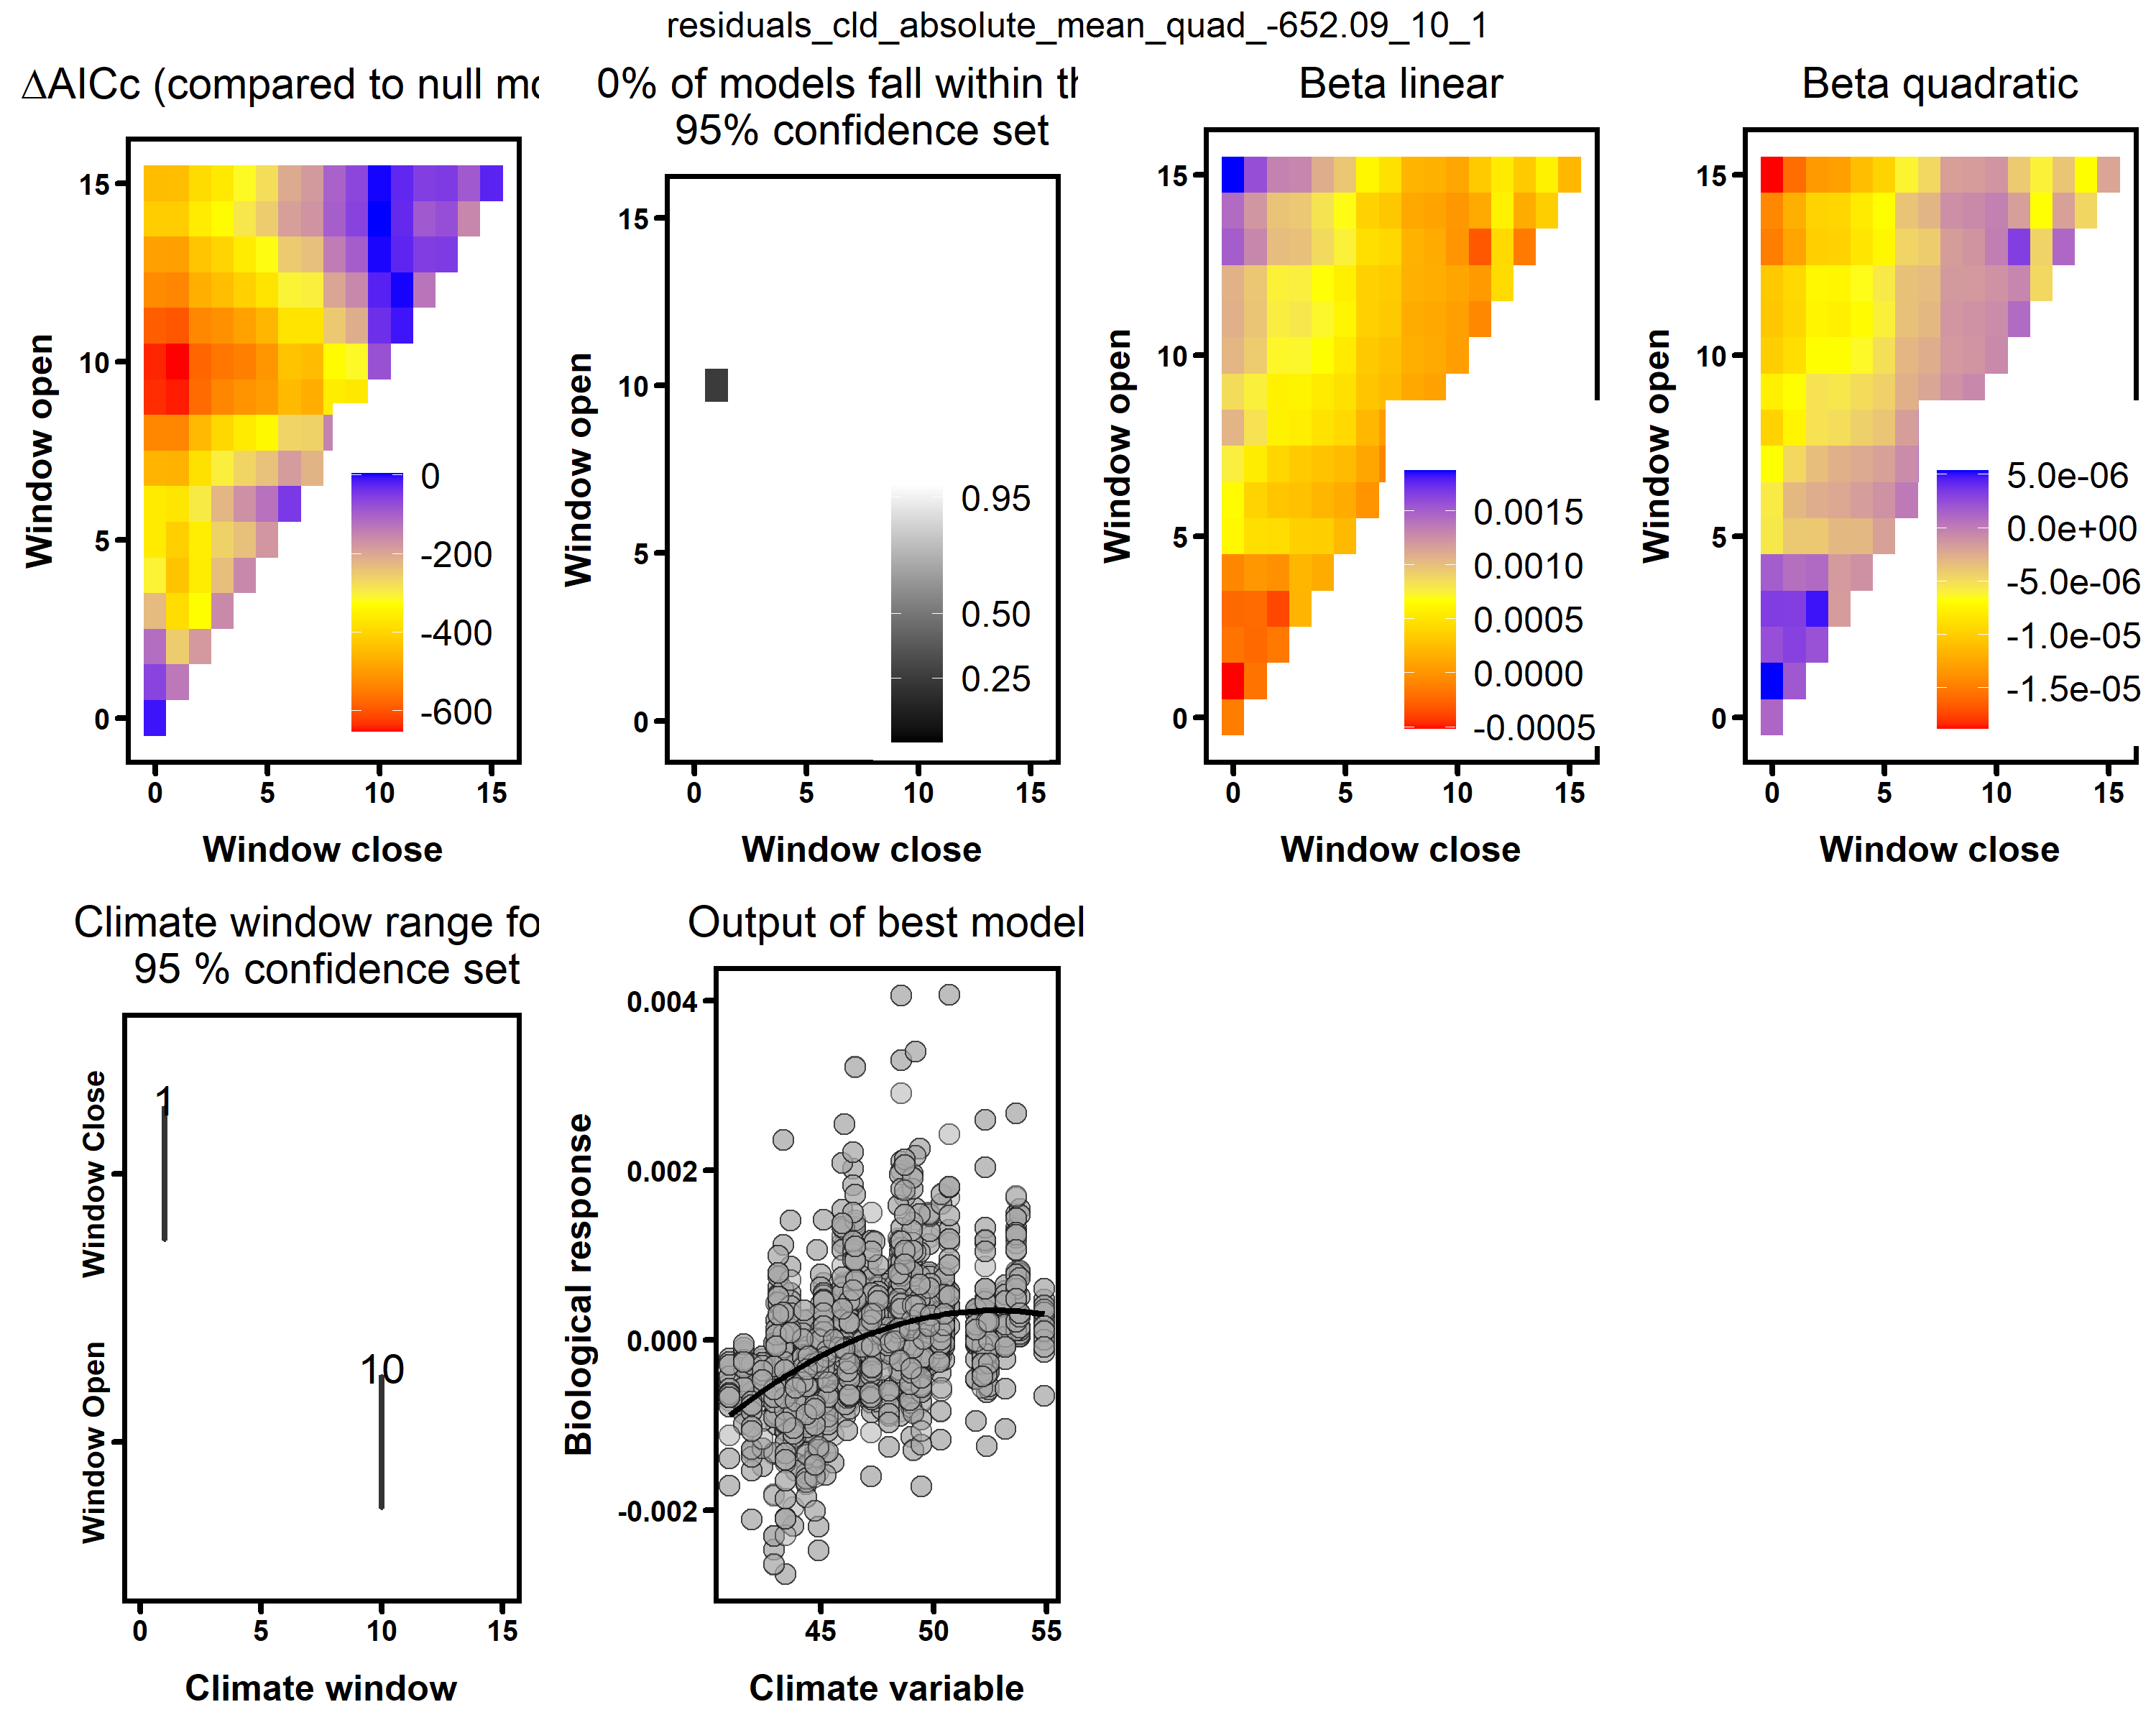 residuals_cld_absolute_mean_quad_-652.09_10_1
ΔAICc (compared to null mo
15
10
5
0
0
5
10
15
0
-200
-400
-600
Window open
Window close
0% of models fall within th
95% confidence set
15
10
5
0
0
5
10
15
0.95
0.50
0.25
Window open
Window close
Beta linear
15
10
5
0
0
5
10
15
0.0015
0.0010
0.0005
0.0000
-0.0005
Window open
Window close
Beta quadratic
15
10
5
0
0
5
10
15
5.0e-06
0.0e+00
-5.0e-06
-1.0e-05
-1.5e-05
Window open
Window close
Climate window range fo
95 % confidence set
Window Close
Window Open
1
10
0
5
10
15
Climate window
Output of best model
0.004
0.002
0.000
-0.002
45
50
55
Biological response
Climate variable